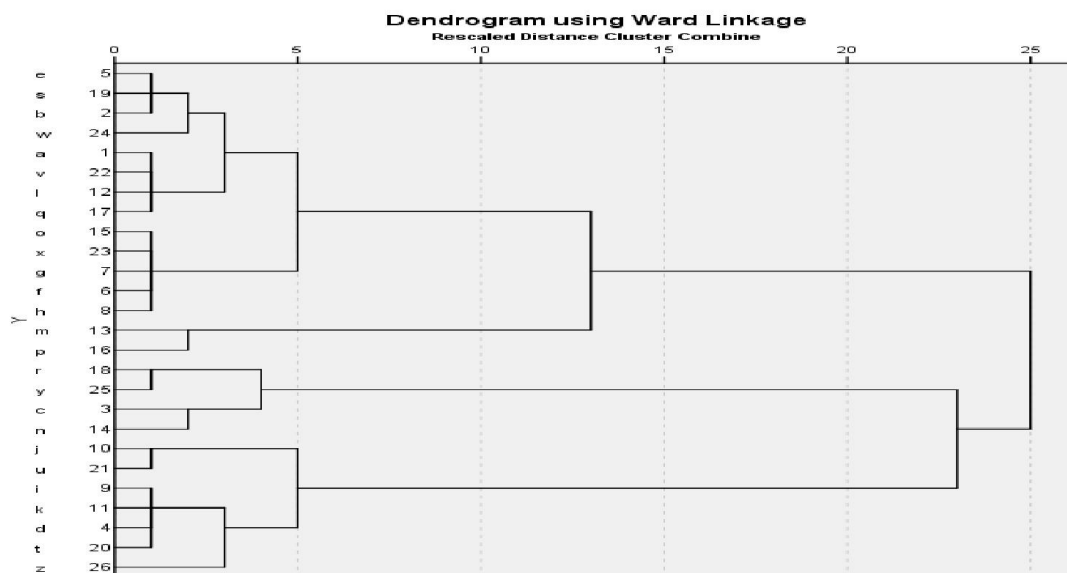 Dendrogram using Ward Linkage
Rescaled Distance Cluster Combine
0 5 10 15 20 25
e 5
s 19
b 2
w 24
a 1
v 22
l 12
q 17
o 15
x 23
g 7
f 6
h 8
Y
m 13
p 16
r 18
y 25
c 3
n 14
j 10
u 21
i 9
k 11
d 4
t 20
z 26